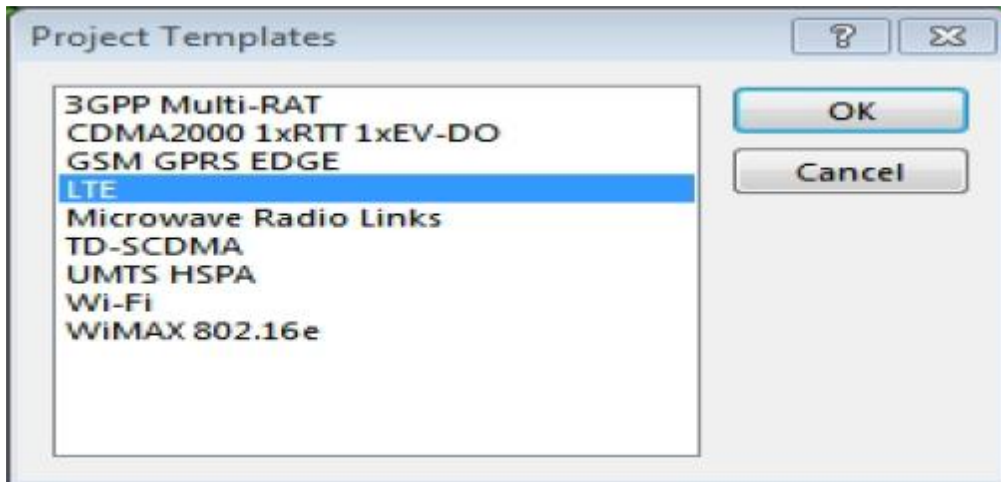 Project Templates
3GPP Multi-RAT
CDMA2000 1xRTT 1xEV-DO
GSM GPRS EDGE
LTE
Microwave Radio Links
TD-SCDMA
UMTS HSPA
Wi-Fi
WiMAX 802.16e
OK
Cancel